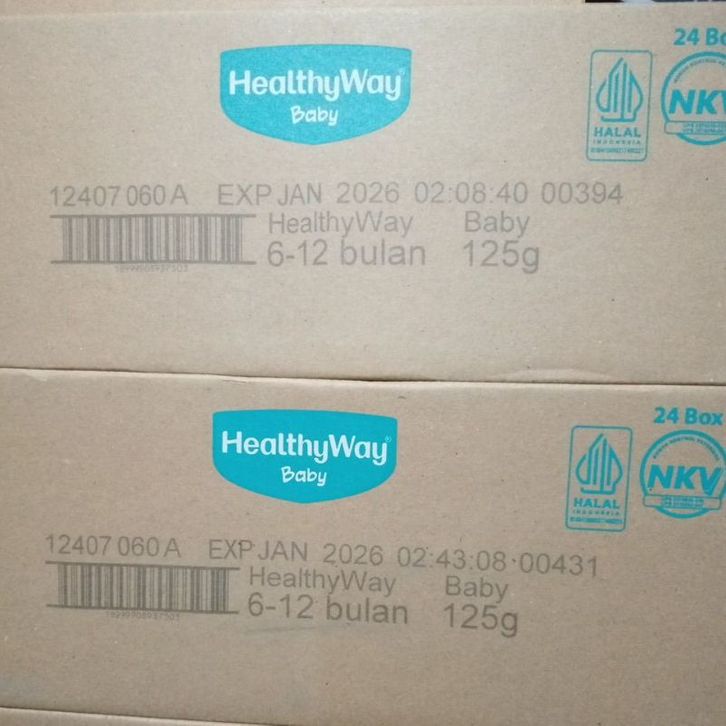 HealthyWay
Baby
24 Bo
HALAL
INDONESIA
NKV
12407 060 A EXP JAN 2026 02:08:40 00394
HealthyWay Baby
6-12 bulan 125g
HealthyWay
Baby
24 Box
HALAL
INDONESIA
NKV
12407 060 A EXP JAN 2026 02:43:08 00431
HealthyWay Baby
6-12 bulan 125g